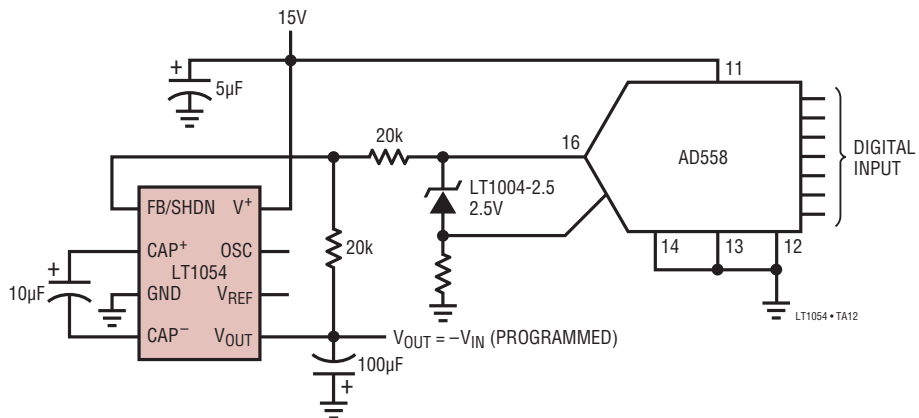 15V
+
5µF
11
16
20k
AD558
DIGITAL
INPUT
LT1004-2.5
2.5V
FB/SHDN V+
20k
CAP+ OSC
LT1054
+
10µF
GND VREF
14 13 12
LT1054 • TA12
CAP− VOUT
VOUT = –VIN (PROGRAMMED)
100µF
+